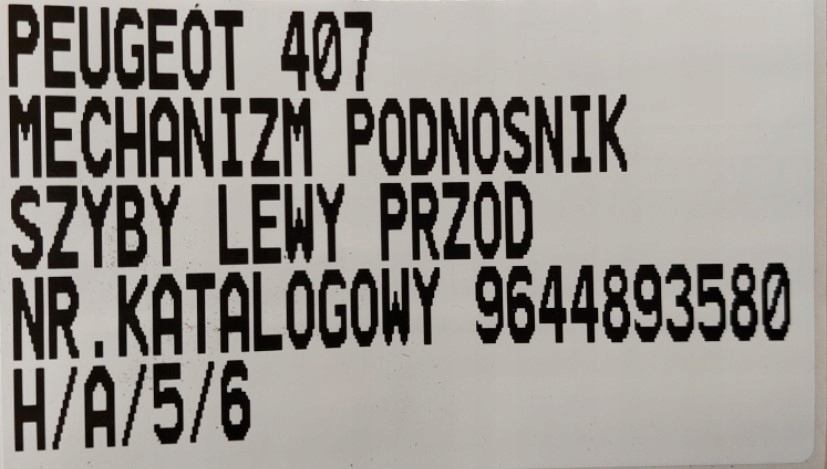 PEUGEOT 407
MECHANIZM PODNOSNIK
SZYBY LEWY PRZOD
NR.KATALOGOWY 9644893580
H/A/5/6